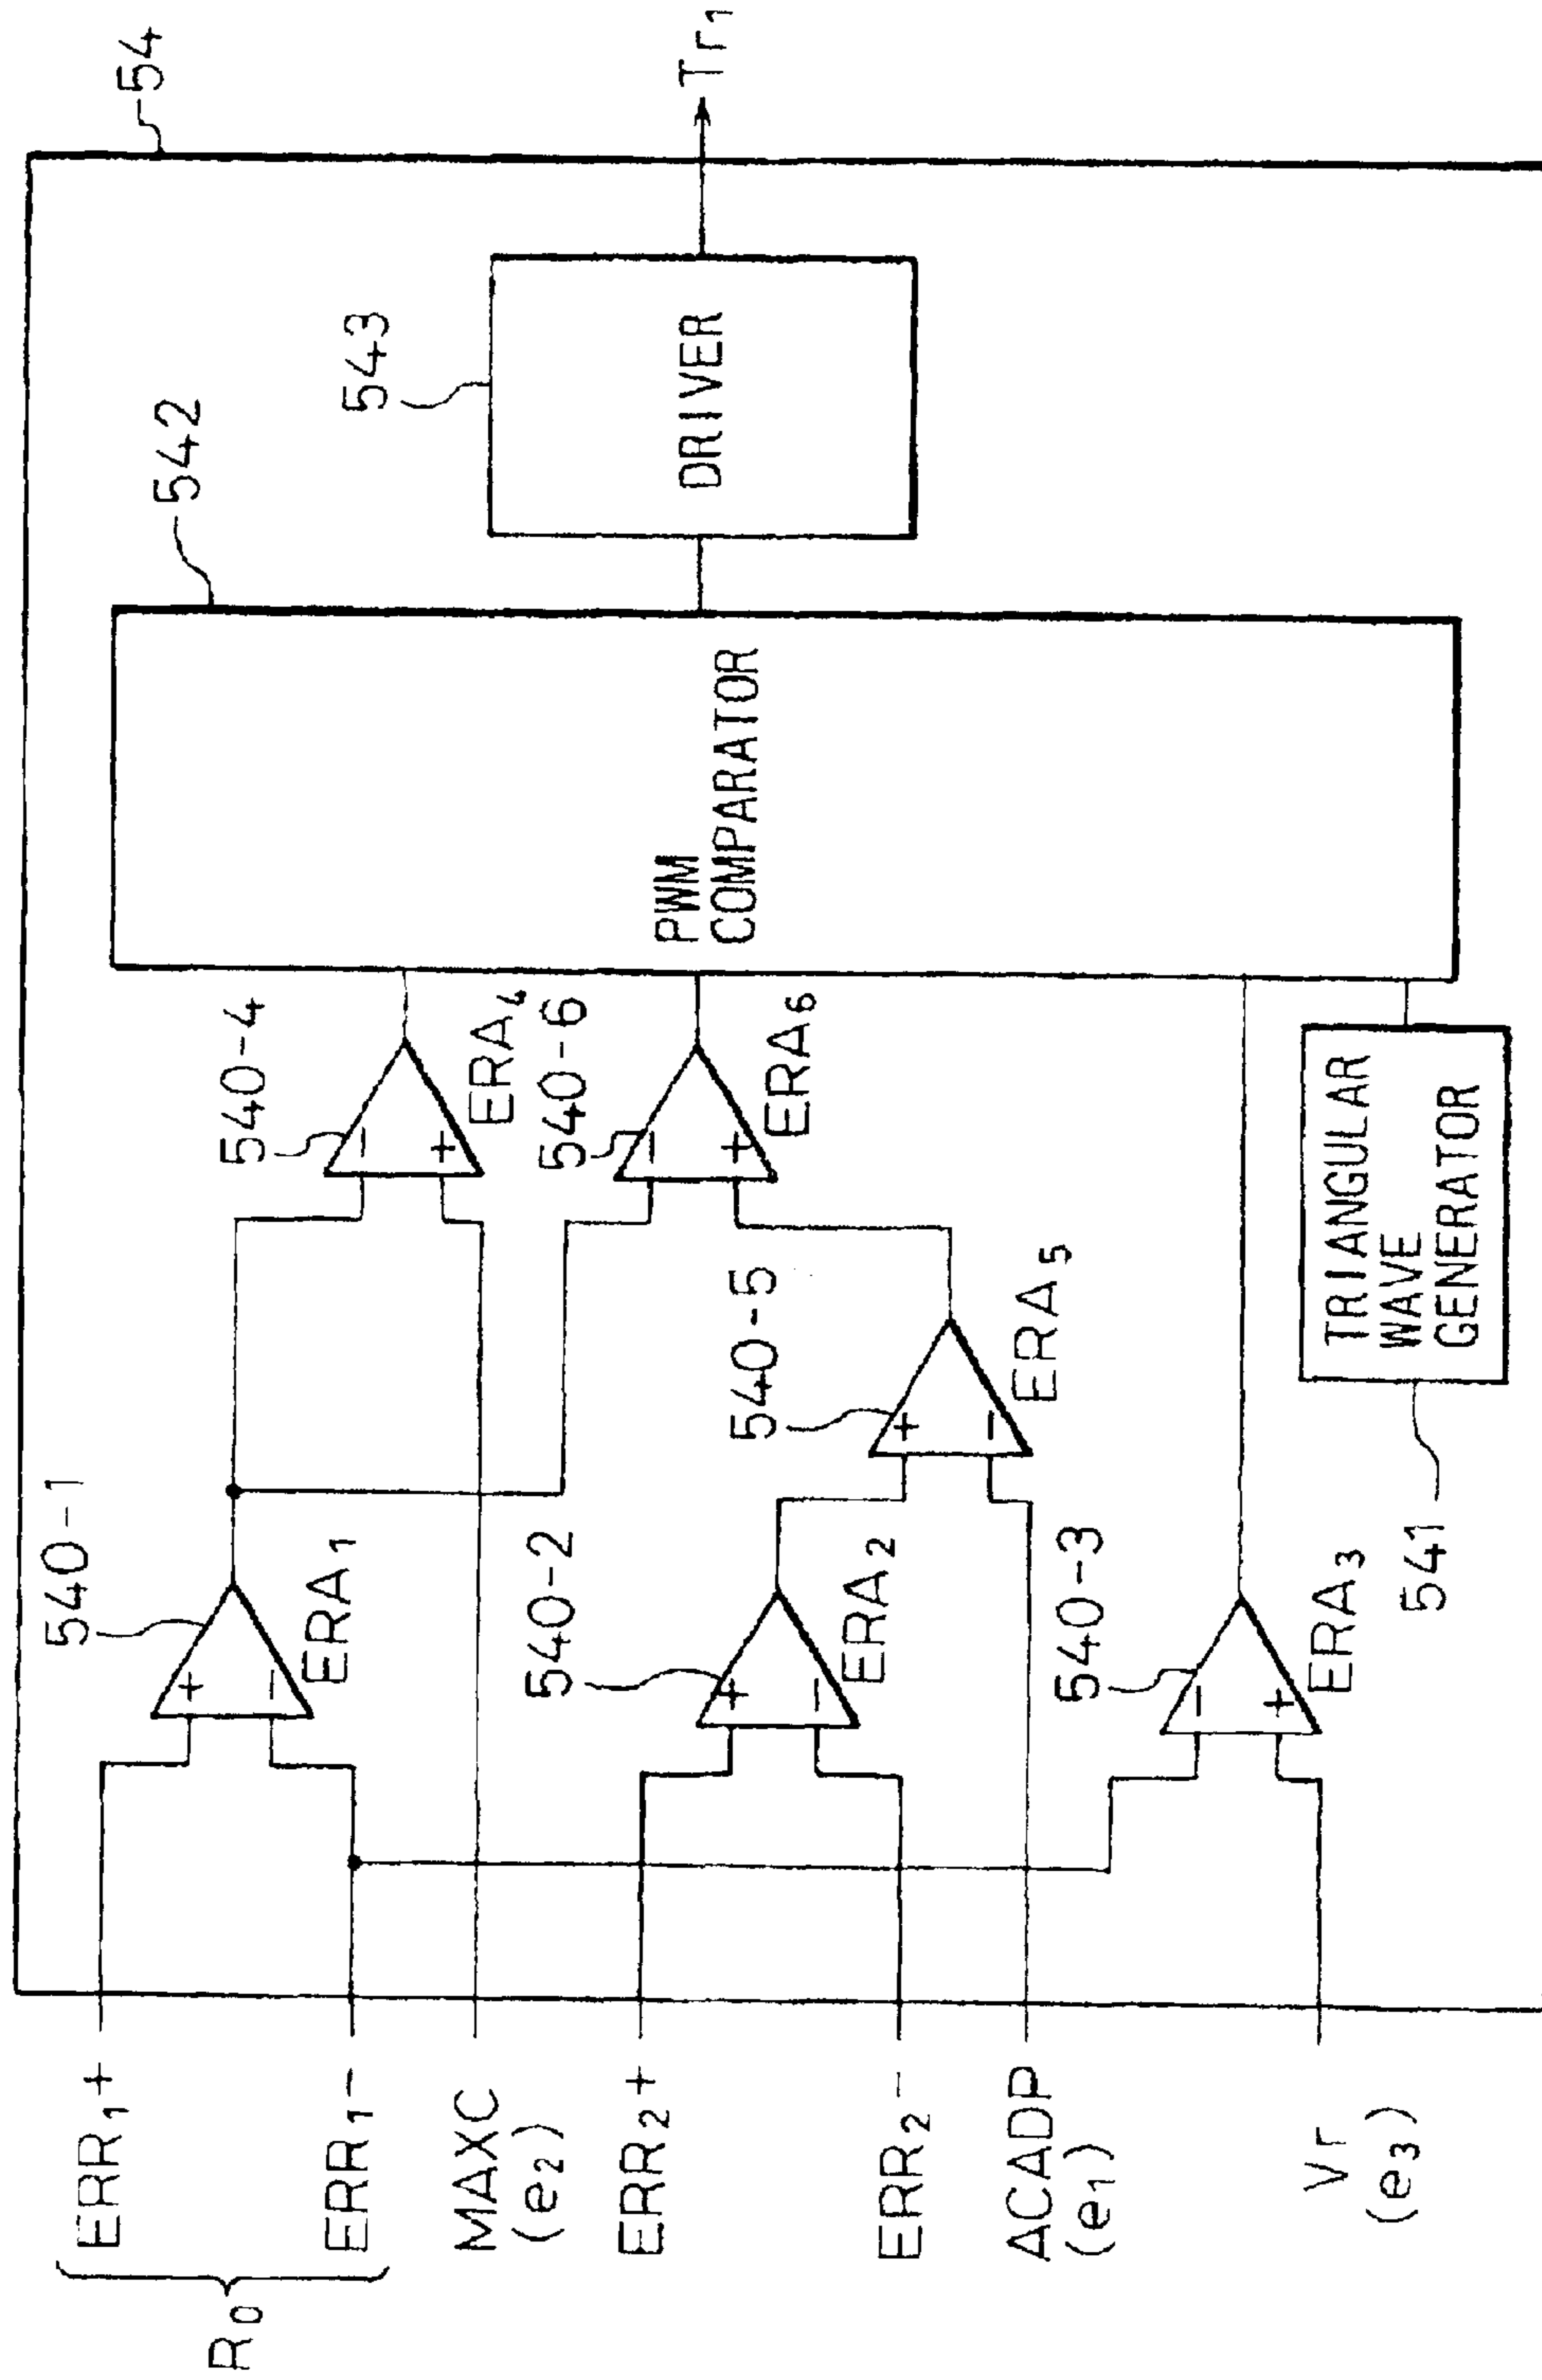 R₀
ERR₁+
ERR₁−
MAXC
(e₂)
ERR₂+
ERR₂−
ACADP
(e₁)
Vr
(e₃)
540-1
+
−
ERA₁
540-2
+
−
ERA₂
540-3
−
+
ERA₃
540-4
−
+
ERA₄
540-5
+
−
ERA₅
540-6
−
+
ERA₆
TRIANGULAR
WAVE
GENERATOR
541
PWM
COMPARATOR
542
DRIVER
543
54
Tr₁